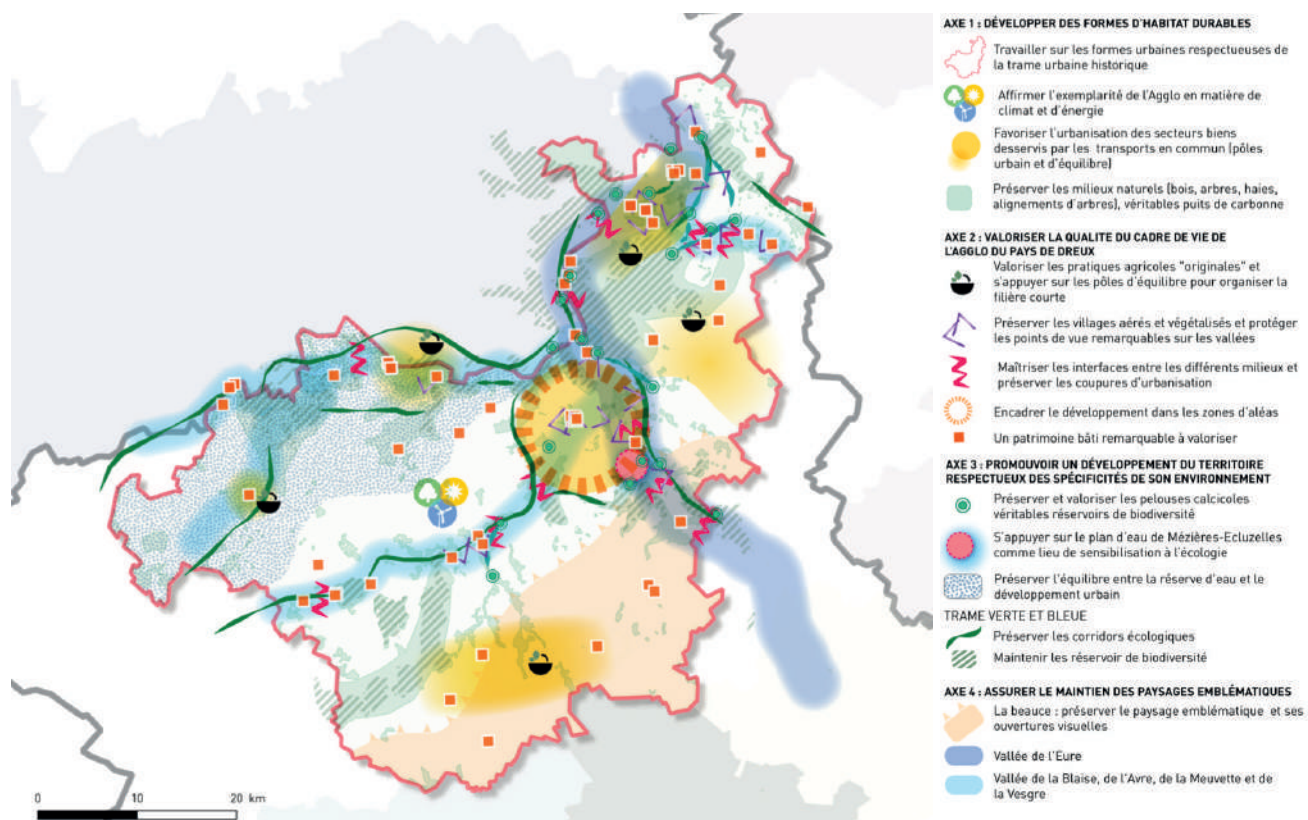 AXE 1 : DÉVELOPPER DES FORMES D'HABITAT DURABLES
Travailler sur les formes urbaines respectueuses de
la trame urbaine historique
Affirmer l'exemplarité de l'Agglo en matière de
climat et d'énergie
Favoriser l'urbanisation des secteurs biens
desservis par les transports en commun (pôles
urbain et d'équilibre)
Préserver les milieux naturels (bois, arbres, haies,
alignements d'arbres), véritables puits de carbonne
AXE 2 : VALORISER LA QUALITE DU CADRE DE VIE DE
L'AGGLO DU PAYS DE DREUX
Valoriser les pratiques agricoles "originales" et
s'appuyer sur les pôles d'équilibre pour organiser la
filière courte
Préserver les villages aérés et végétalisés et protéger
les points de vue remarquables sur les vallées
Maîtriser les interfaces entre les différents milieux et
préserver les coupures d'urbanisation
Encadrer le développement dans les zones d'aléas
Un patrimoine bâti remarquable à valoriser
AXE 3 : PROMOUVOIR UN DÉVELOPPEMENT DU TERRITOIRE
RESPECTUEUX DES SPÉCIFICITÉS DE SON ENVIRONNEMENT
Préserver et valoriser les pelouses calcicoles
véritables réservoirs de biodiversité
S'appuyer sur le plan d'eau de Mézières-Ecluzelles
comme lieu de sensibilisation à l'écologie
Préserver l'équilibre entre la réserve d'eau et le
développement urbain
TRAME VERTE ET BLEUE
Préserver les corridors écologiques
Maintenir les réservoir de biodiversité
AXE 4 : ASSURER LE MAINTIEN DES PAYSAGES EMBLÉMATIQUES
La beauce : préserver le paysage emblématique et ses
ouvertures visuelles
Vallée de l'Eure
Vallée de la Blaise, de l'Avre, de la Meuvette et de
la Vesgre
0 10 20 km